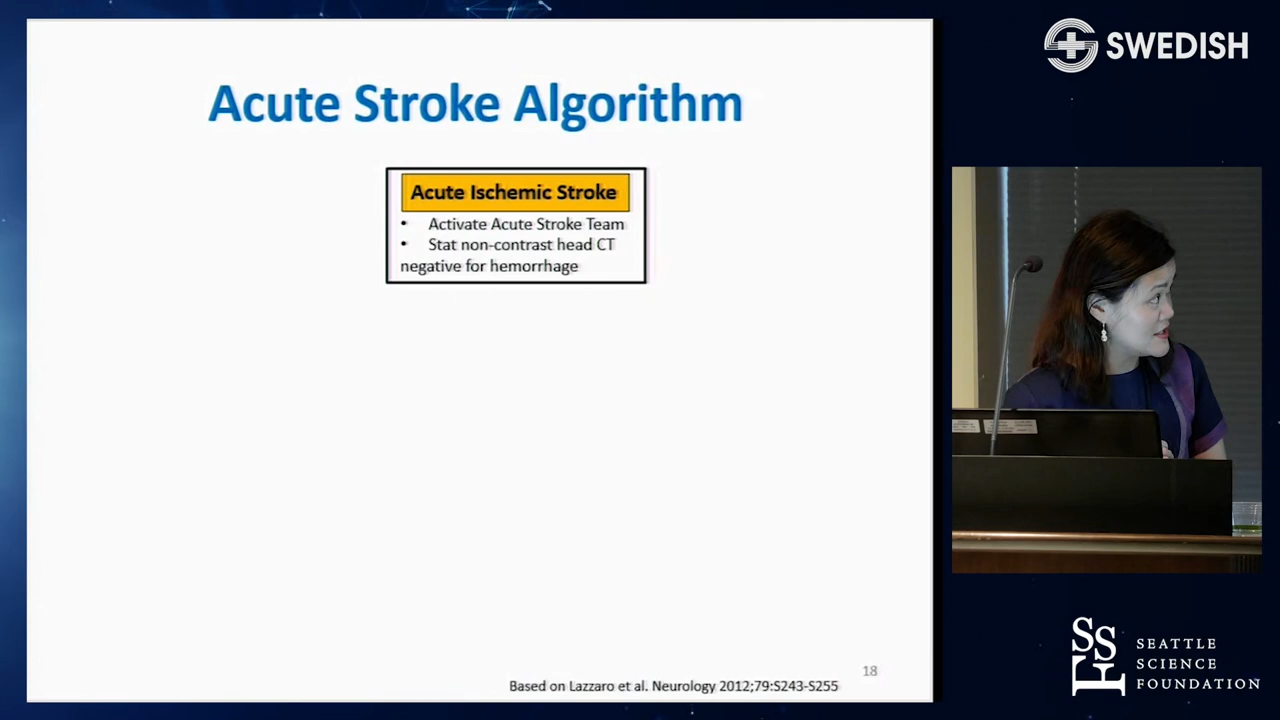 SWEDISH
Acute Stroke Algorithm
Acute Ischemic Stroke
• Activate Acute Stroke Team
• Stat non-contrast head CT
negative for hemorrhage
18
Based on Lazzaro et al. Neurology 2012;79:S243-S255
SSF
SEATTLE
SCIENCE
FOUNDATION